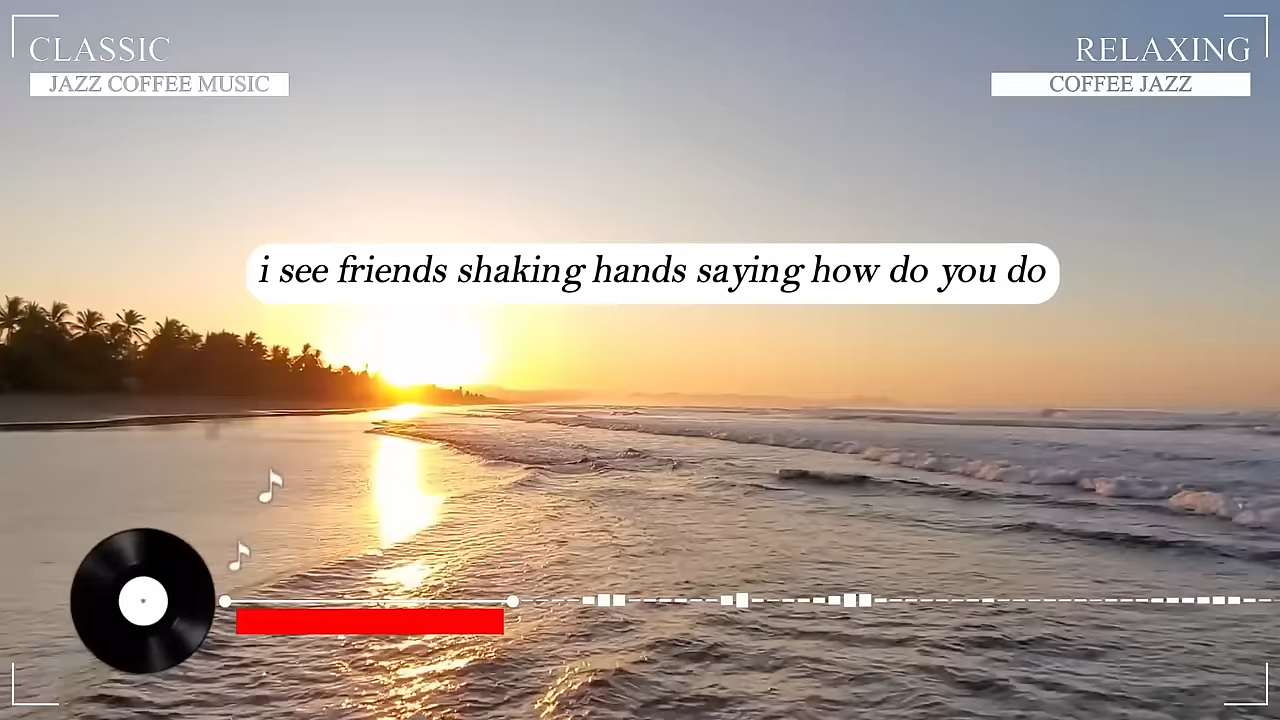 CLASSIC
JAZZ COFFEE MUSIC
RELAXING
COFFEE JAZZ
i see friends shaking hands saying how do you do